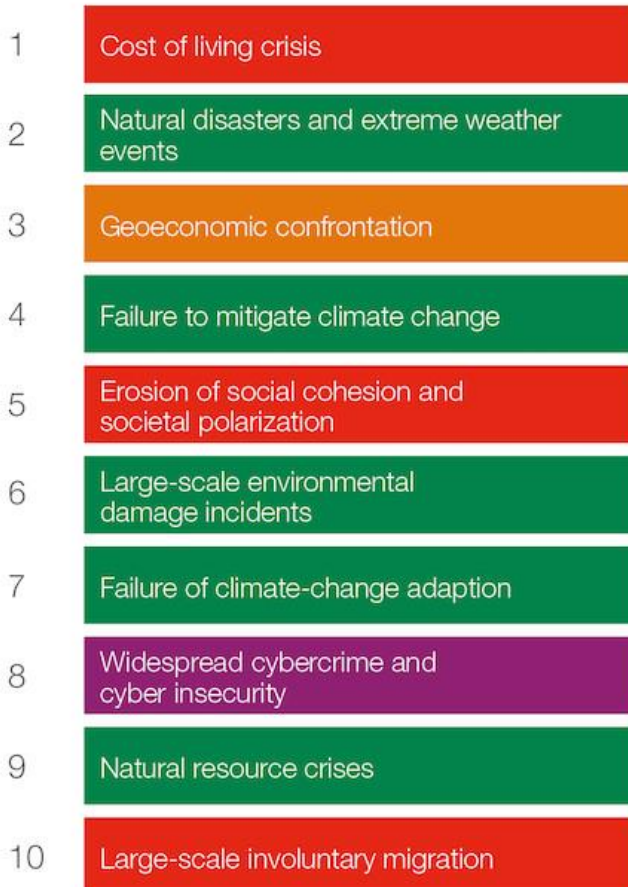 1 Cost of living crisis
2 Natural disasters and extreme weather
events
3 Geoeconomic confrontation
4 Failure to mitigate climate change
5 Erosion of social cohesion and
societal polarization
6 Large-scale environmental
damage incidents
7 Failure of climate-change adaption
8 Widespread cybercrime and
cyber insecurity
9 Natural resource crises
10 Large-scale involuntary migration